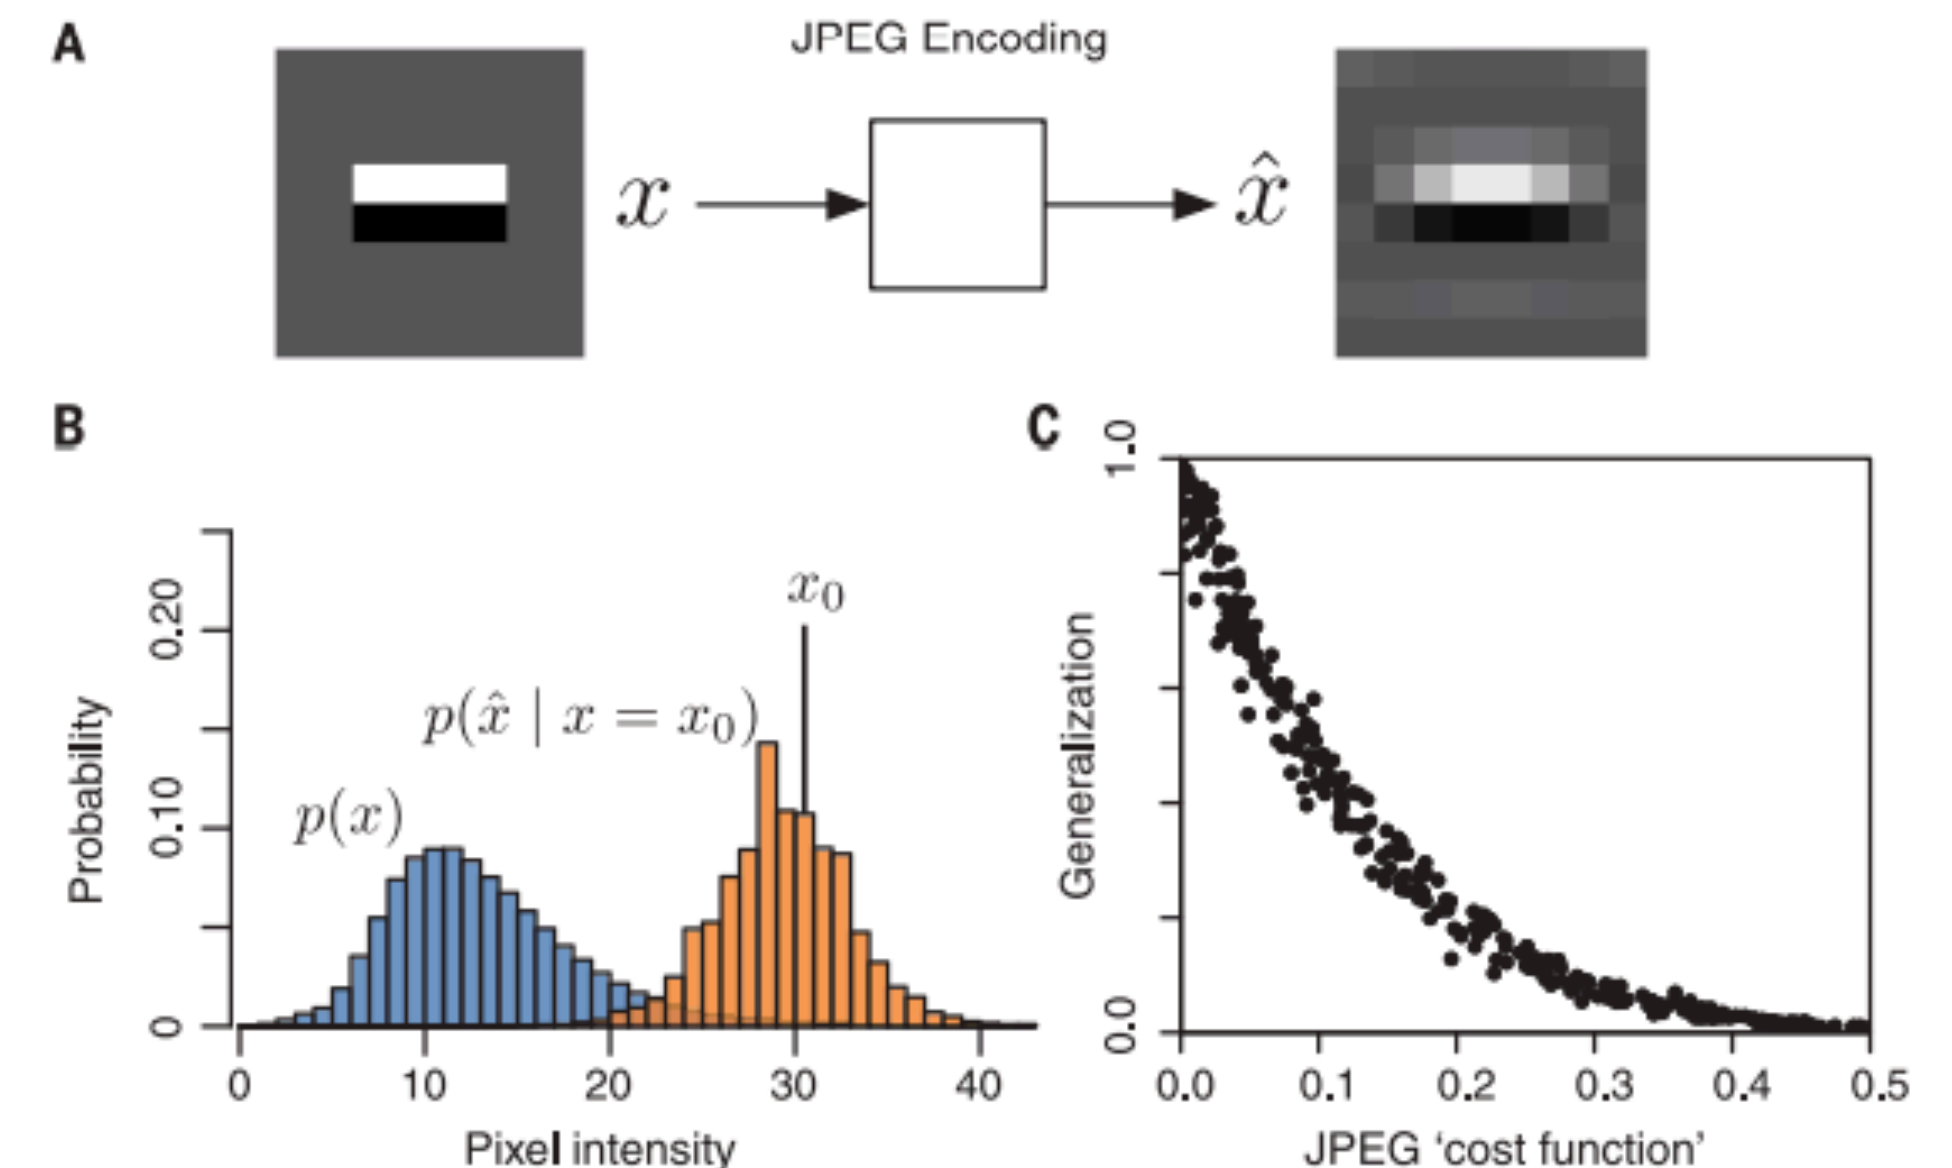 A
JPEG Encoding
x
x̂
B
Probability
0
0.10
0.20
p(x)
p(x̂ | x = x₀)
x₀
0
10
20
30
40
Pixel intensity
C
Generalization
0.0
1.0
0.0
0.1
0.2
0.3
0.4
0.5
JPEG ‘cost function’